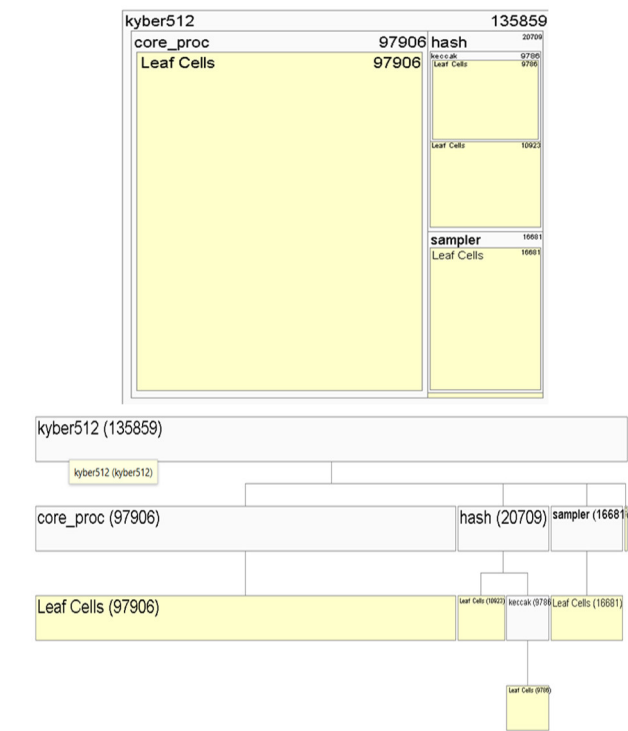 kyber512 135859
core_proc 97906 hash 20709
keccak 9786
Leaf Cells 97906 Leaf Cells 9786
Leaf Cells 10923
sampler 16681
Leaf Cells 16681
kyber512 (135859)
kyber512 (kyber512)
core_proc (97906) hash (20709) sampler (16681
Leaf Cells (97906) Leaf Cells (10923) keccak (9786 Leaf Cells (16681)
Leaf Cells (9786)